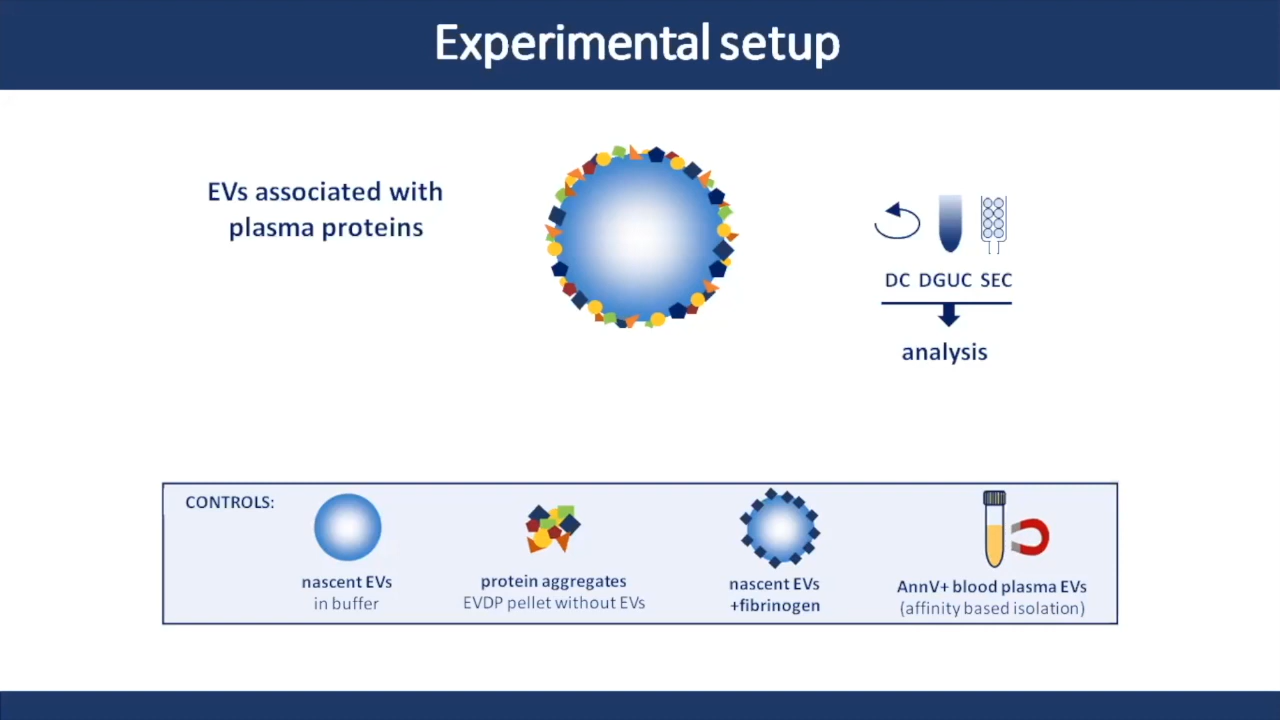 Experimental setup
EVs associated with
plasma proteins
DC DGUC SEC
analysis
CONTROLS:
nascent EVs
in buffer
protein aggregates
EVDP pellet without EVs
nascent EVs
+fibrinogen
AnnV+ blood plasma EVs
(affinity based isolation)